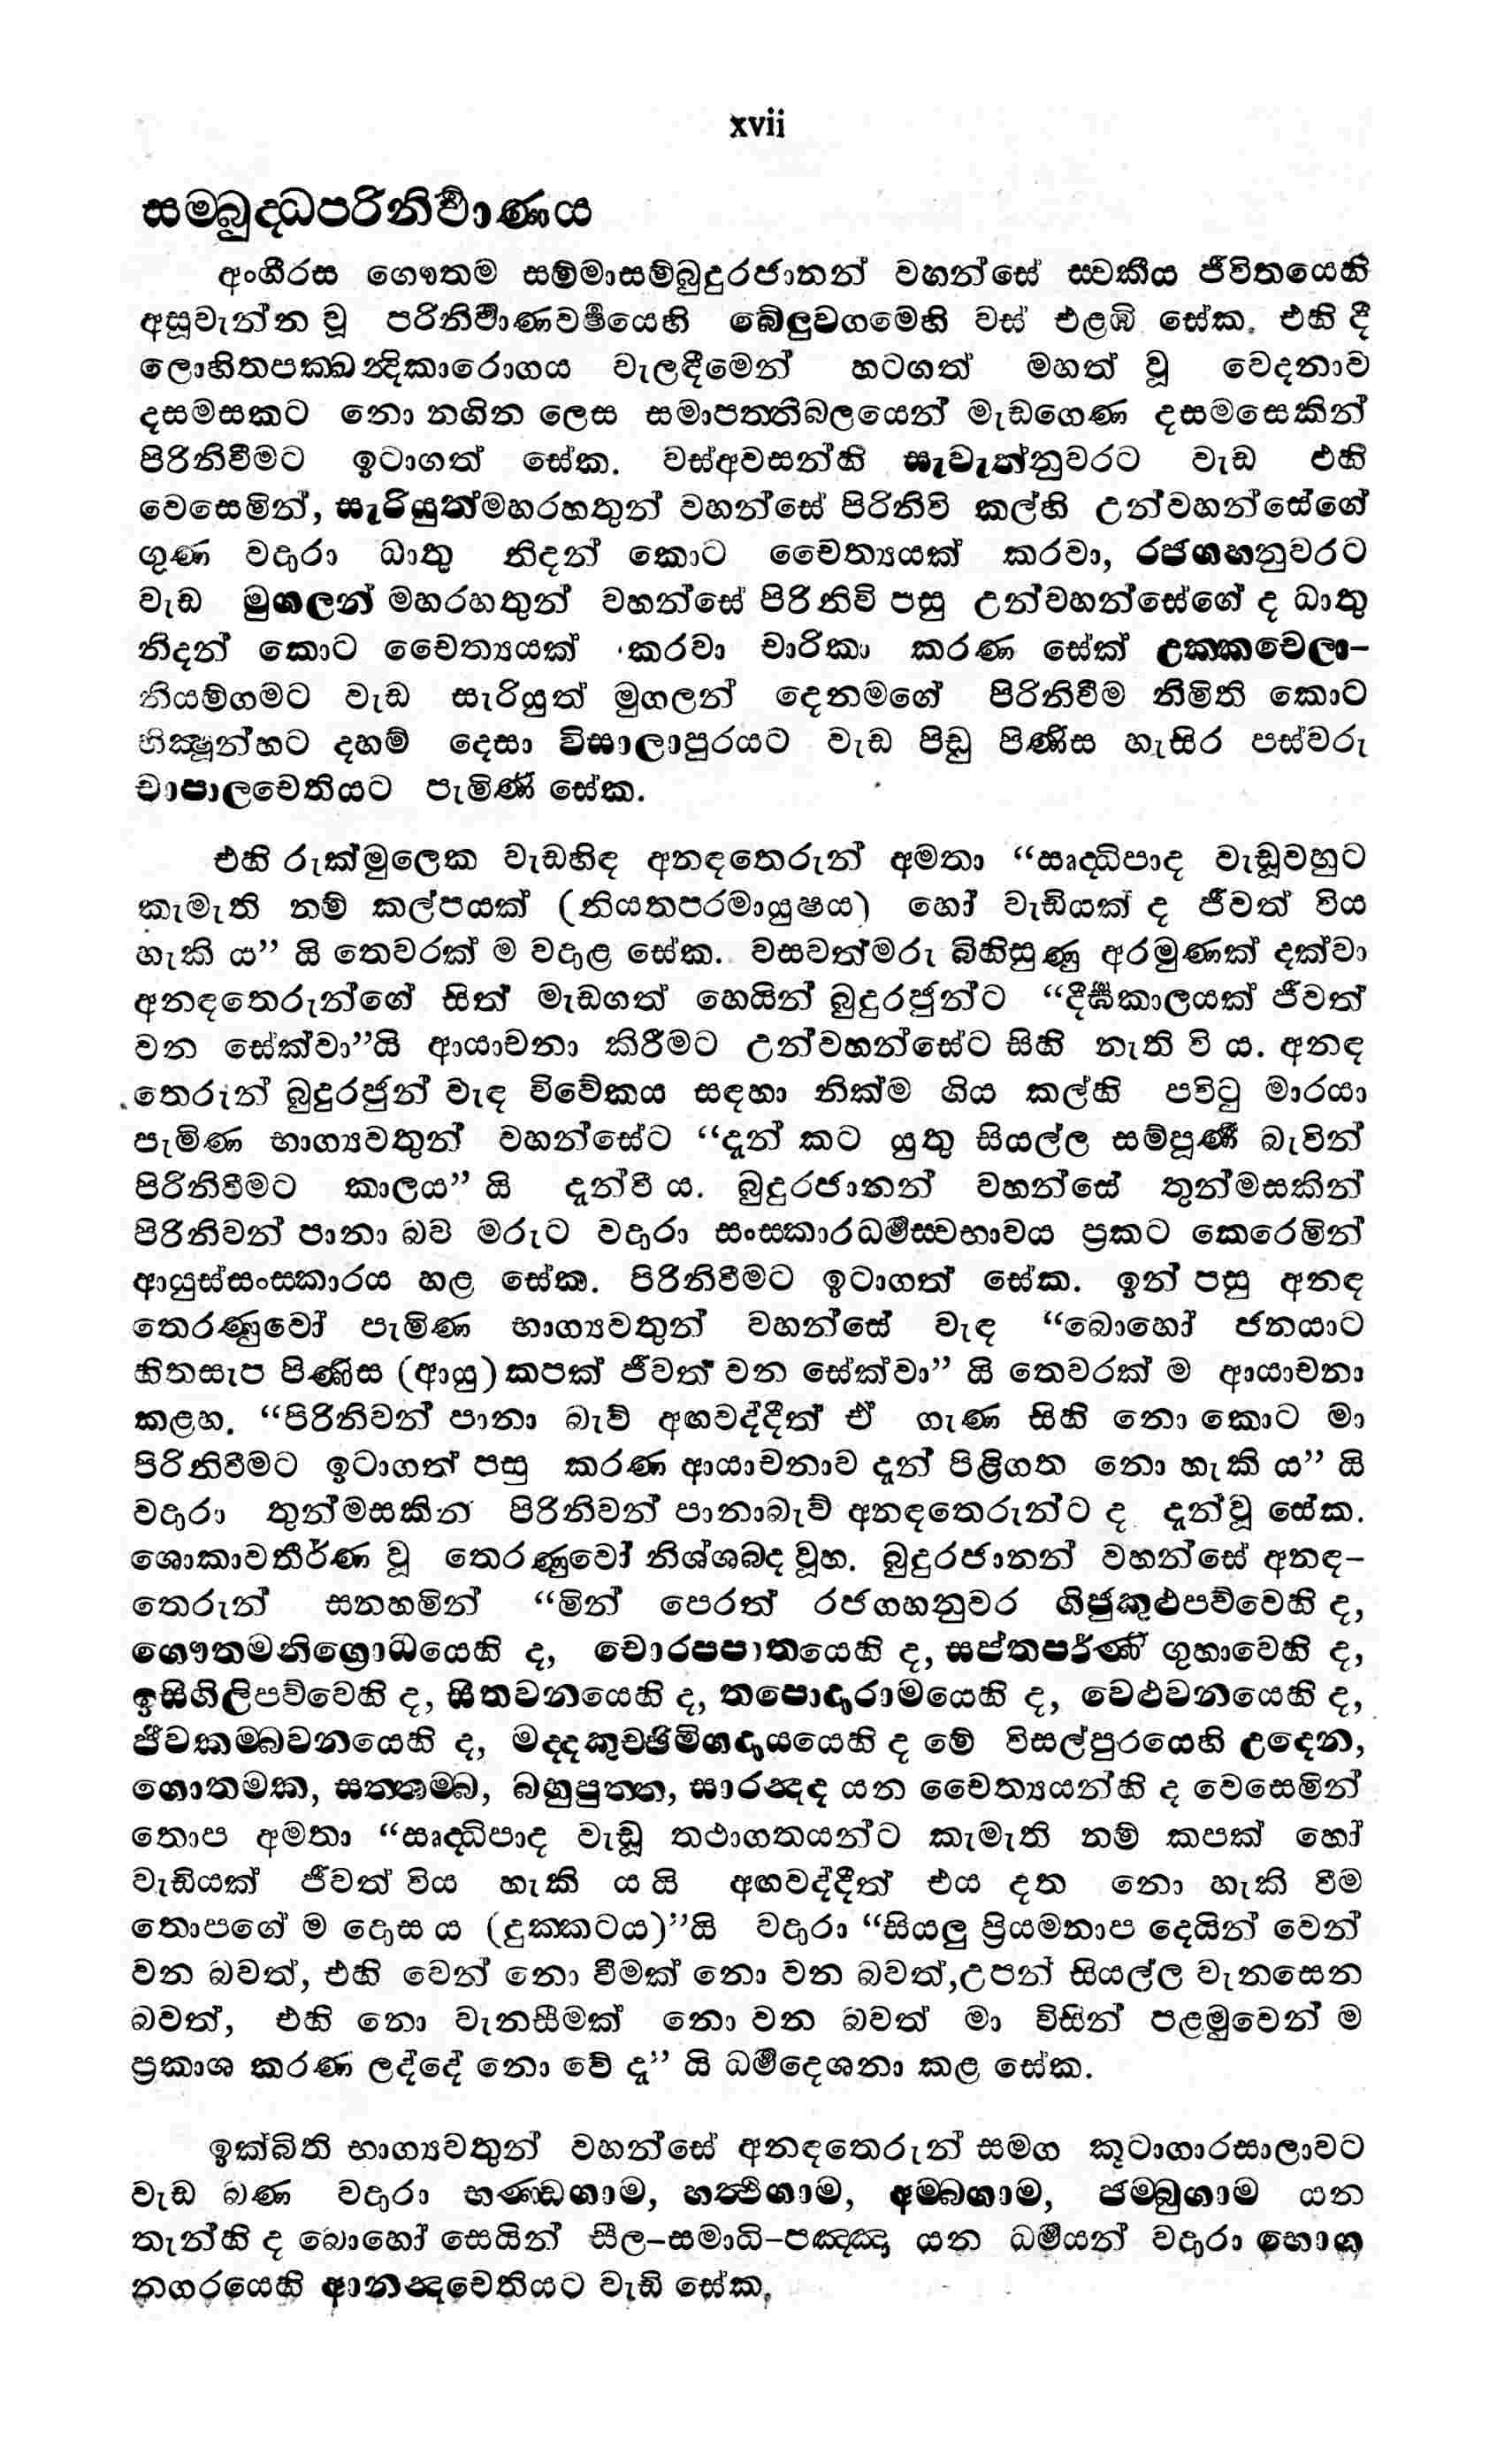 xvii
සම්බුද්ධපරිනිර්වාණය
අංගීරස ගෞතම සම්මාසම්බුදුරජානන් වහන්සේ ස්වකීය ජීවිතයෙහි
අසූවැන්න වූ පරිනිර්වාණවර්ෂයෙහි බේලුවගමෙහි වස් එළඹි සේක. එහි දී
ලොහිතපක්ඛන්දිකාරොගය වැලඳීමෙන් හටගත් මහත් වූ වෙදනාව
දසමසකට නො නගින ලෙස සමාපත්තිබලයෙන් මැඩගෙණ දසමසෙකින්
පිරිනිවීමට ඉටාගත් සේක. වස්අවසන්හි සැවැත්නුවරට වැඩ එහි
වෙසෙමින්, සැරියුත්මහරහතුන් වහන්සේ පිරිනිවි කල්හි උන්වහන්සේගේ
ගුණ වදාරා ධාතු නිදන් කොට චෛත්‍යයක් කරවා, රජගහනුවරට
වැඩ මුගලන් මහරහතුන් වහන්සේ පිරිනිවි පසු උන්වහන්සේගේ ද ධාතු
නිදන් කොට චෛත්‍යයක් කරවා චාරිකා කරණ සේක් උක්කචෙලා-
නියම්ගමට වැඩ සැරියුත් මුගලන් දෙනමගේ පිරිනිවීම නිමිති කොට
භික්ෂූන්හට දහම් දෙසා විසාලාපුරයට වැඩ පිඬු පිණිස හැසිර පස්වරු
චාපාලචෙතියට පැමිණි සේක.
එහි රුක්මුලෙක වැඩහිඳ අනඳතෙරුන් අමතා “ඍද්ධිපාද වැඩූවහුට
කැමැති නම් කල්පයක් (නියතපරමායුෂය) හෝ වැඩියක් ද ජීවත් විය
හැකි ය” යි තෙවරක් ම වදාළ සේක. වසවත්මරු බිහිසුණු අරමුණක් දක්වා
අනඳතෙරුන්ගේ සිත් මැඩගත් හෙයින් බුදුරජුන්ට “දීර්ඝකාලයක් ජීවත්
වන සේක්වා”යි ආයාචනා කිරීමට උන්වහන්සේට සිහි නැති වි ය. අනඳ
තෙරුන් බුදුරජුන් වැඳ විවේකය සඳහා නික්ම ගිය කල්හි පවිටු මාරයා
පැමිණ භාග්‍යවතුන් වහන්සේට “දැන් කට යුතු සියල්ල සම්පූර්ණ බැවින්
පිරිනිවීමට කාලය” යි දැන්වී ය. බුදුරජානන් වහන්සේ තුන්මසකින්
පිරිනිවන් පානා බව මරුට වදාරා සංස්කාරධර්මස්වභාවය ප්‍රකට කෙරෙමින්
ආයුස්සංස්කාරය හළ සේක. පිරිනිවීමට ඉටාගත් සේක. ඉන් පසු අනඳ
තෙරණුවෝ පැමිණ භාග්‍යවතුන් වහන්සේ වැඳ “බොහෝ ජනයාට
හිතසැප පිණිස (ආයු) කපක් ජීවත් වන සේක්වා” යි තෙවරක් ම ආයාචනා
කළහ. “පිරිනිවන් පානා බැව් අඟවද්දීත් ඒ ගැණ සිහි නො කොට මා
පිරිනිවීමට ඉටාගත් පසු කරණ ආයාචනාව දැන් පිළිගත නො හැකි ය” යි
වදාරා තුන්මසකින් පිරිනිවන් පානාබැව් අනඳතෙරුන්ට ද දැන්වූ සේක.
ශොකාවතීර්ණ වූ තෙරණුවෝ නිශ්ශබ්ද වූහ. බුදුරජානන් වහන්සේ අනඳ-
තෙරුන් සනහමින් “මින් පෙරත් රජගහනුවර ගිජුකුළුපව්වෙහි ද,
ගෞතමනිග්‍රොධයෙහි ද, චොරපපාතයෙහි ද, සප්තපර්ණී ගුහාවෙහි ද,
ඉසිගිලිපව්වෙහි ද, සීතවනයෙහි ද, තපොදාරාමයෙහි ද, වෙළුවනයෙහි ද,
ජීවකම්බවනයෙහි ද, මද්දකුච්ඡිමිගදායයෙහි ද මේ විසල්පුරයෙහි උදෙන,
ගොතමක, සත්තම්බ, බහුපුත්ත, සාරන්දද යන චෛත්‍යයන්හි ද වෙසෙමින්
තොප අමතා “ඍද්ධිපාද වැඩූ තථාගතයන්ට කැමැති නම් කපක් හෝ
වැඩියක් ජීවත් විය හැකි ය යි අඟවද්දීත් එය දත නො හැකි වීම
තොපගේ ම දොස ය (දුක්කටය)”යි වදාරා “සියලු ප්‍රියමනාප දෙයින් වෙන්
වන බවත්, එහි වෙන් නො වීමක් නො වන බවත්,උපන් සියල්ල වැනසෙන
බවත්, එහි නො වැනසීමක් නො වන බවත් මා විසින් පළමුවෙන් ම
ප්‍රකාශ කරණ ලද්දේ නො වේ දැ” යි ධර්මදෙශනා කළ සේක.
ඉක්බිති භාග්‍යවතුන් වහන්සේ අනඳතෙරුන් සමග කූටාගාරසාලාවට
වැඩ බණ වදාරා භණ්ඩගාම, හත්ථිගාම, අම්බගාම, ජම්බුගාම යන
තැන්හි ද බොහෝ සෙයින් සීල-සමාධි-පඤ්ඤා යන ධර්මයන් වදාරා භොග
නගරයෙහි ආනන්දචෙතියට වැඩි සේක.